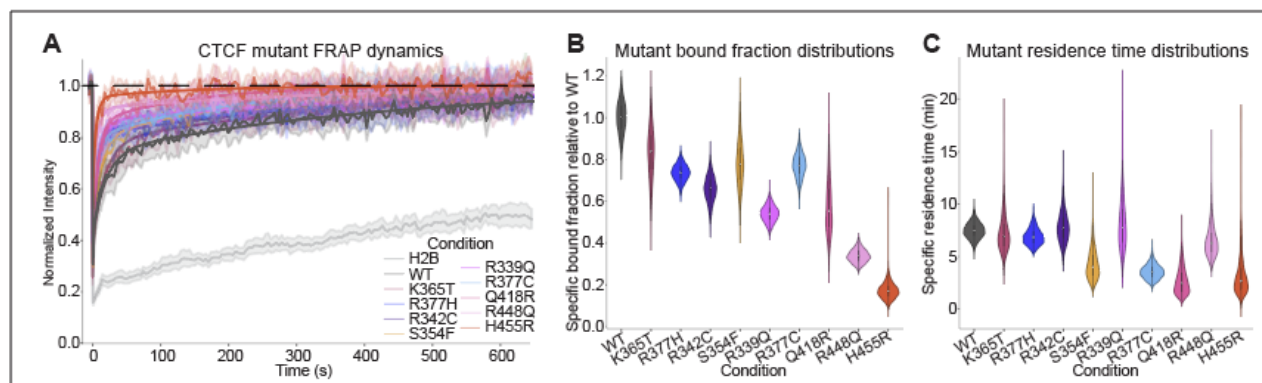 A
CTCF mutant FRAP dynamics
Normalized Intensity
1.0
0.8
0.6
0.4
0.2
0.0
0
100
200
300
400
500
600
Time (s)
Condition
H2B
WT
K365T
R377H
R342C
S354F
R339Q
R377C
Q418R
R448Q
H455R
B
Mutant bound fraction distributions
Specific bound fraction relative to WT
1.2
1.0
0.8
0.6
0.4
0.2
0.0
WT
K365T
R377H
R342C
S354F
R339Q
R377C
Q418R
R448Q
H455R
Condition
C
Mutant residence time distributions
Specific residence time (min)
20
15
10
5
0
WT
K365T
R377H
R342C
S354F
R339Q
R377C
Q418R
R448Q
H455R
Condition